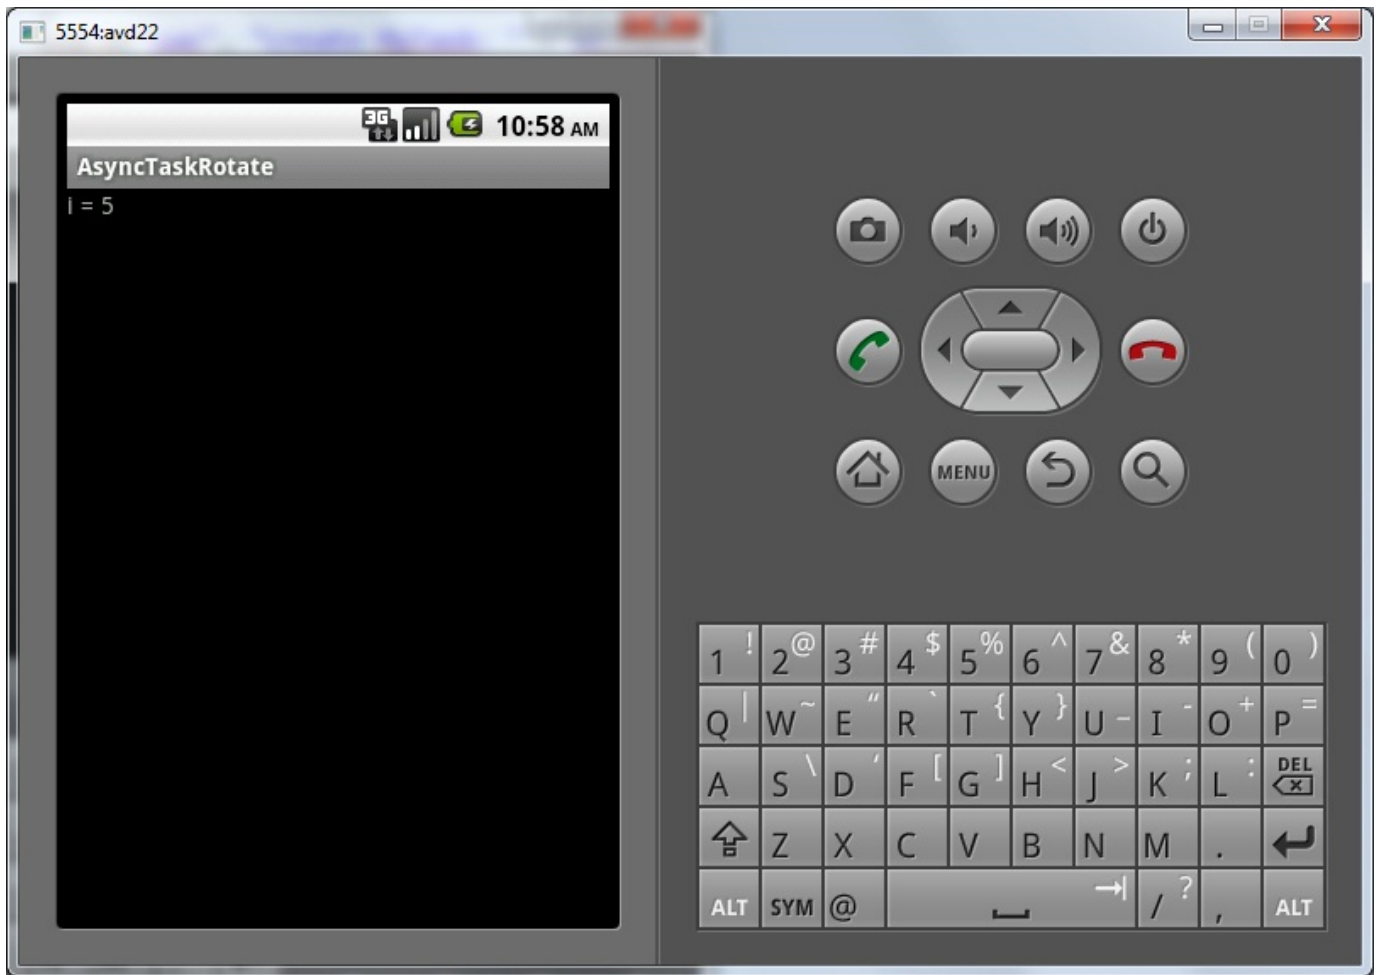 5554:avd22
3G 10:58 AM
AsyncTaskRotate
i = 5
MENU
1 ! 2 @ 3 # 4 $ 5 % 6 ^ 7 & 8 * 9 ( 0 )
Q | W ~ E " R ` T { Y } U _ I - O + P =
A S \ D ' F [ G ] H < J > K ; L : DEL
Z X C V B N M .
ALT SYM @ / ? , ALT